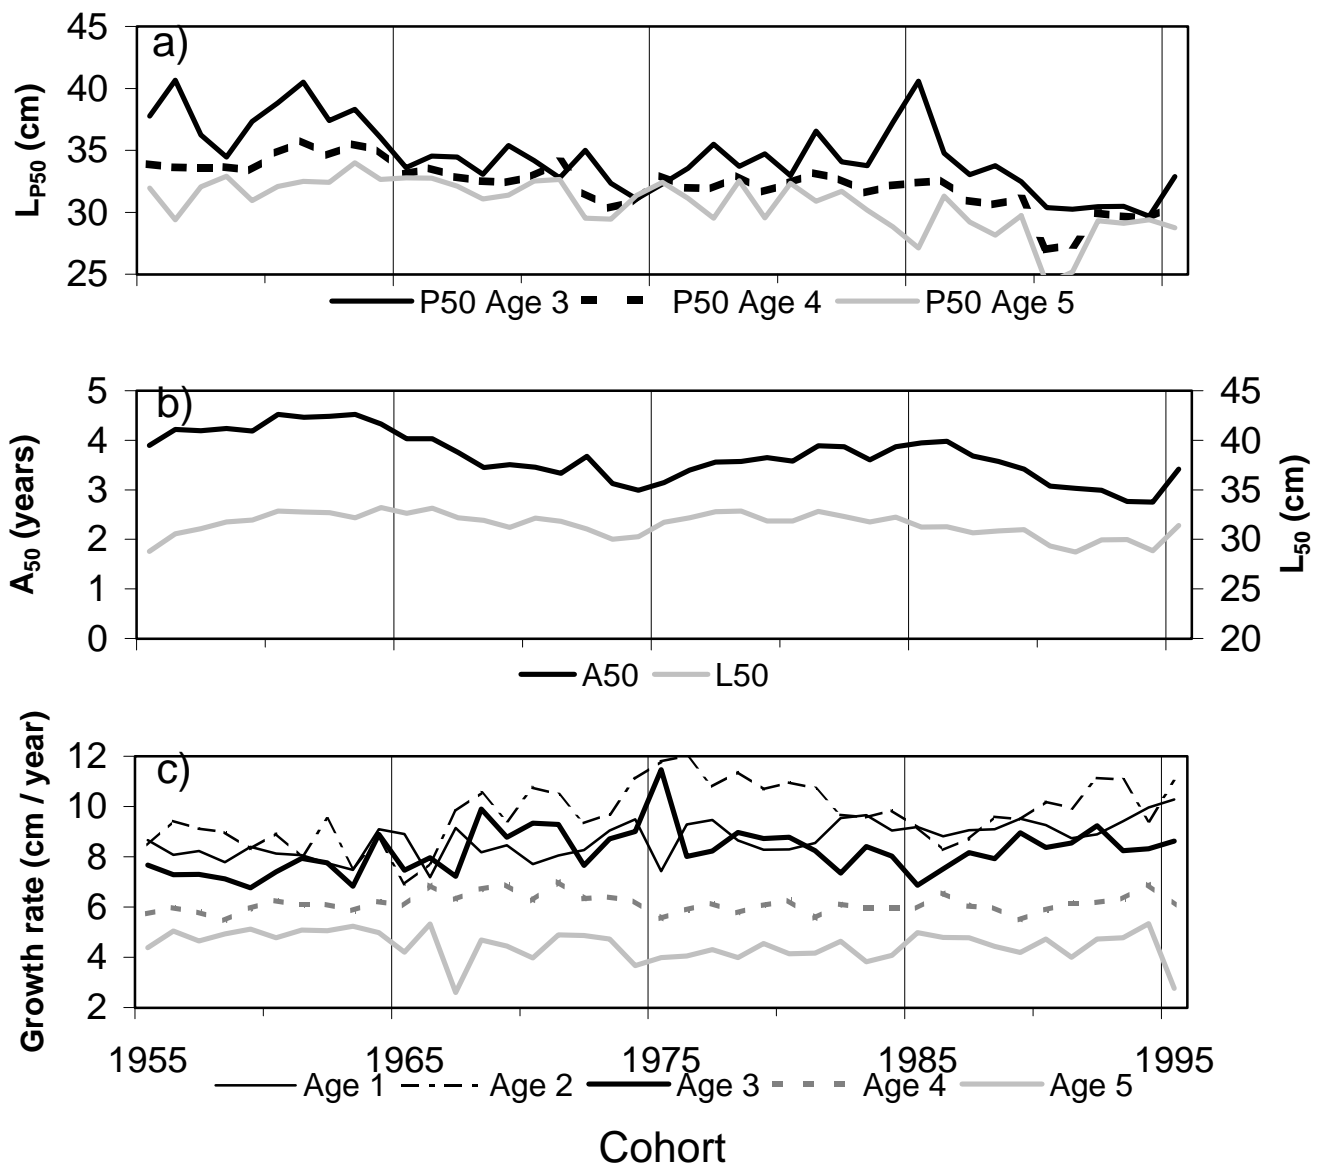 a)
45
40
35
30
25
LP50 (cm)
P50 Age 3 P50 Age 4 P50 Age 5
b)
5
4
3
2
1
0
A50 (years)
45
40
35
30
25
20
L50 (cm)
A50 L50
c)
12
10
8
6
4
2
Growth rate (cm / year)
1955 1965 1975 1985 1995
Age 1 Age 2 Age 3 Age 4 Age 5
Cohort